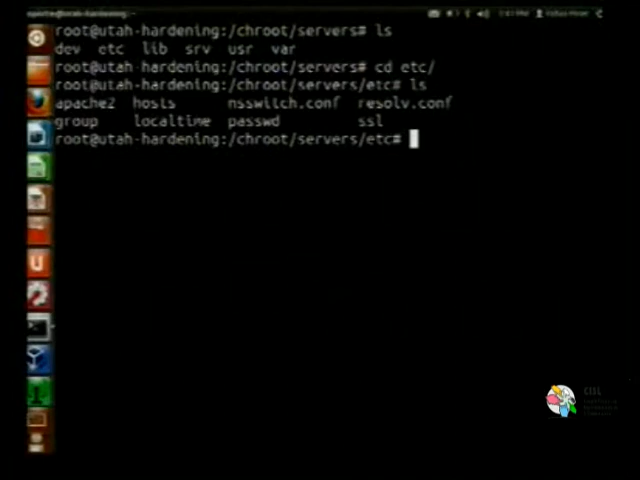 root@utah-hardening:/chroot/servers# ls
dev etc lib srv usr var
root@utah-hardening:/chroot/servers# cd etc/
root@utah-hardening:/chroot/servers/etc# ls
apache2 hosts nsswitch.conf resolv.conf
group localtime passwd ssl
root@utah-hardening:/chroot/servers/etc#